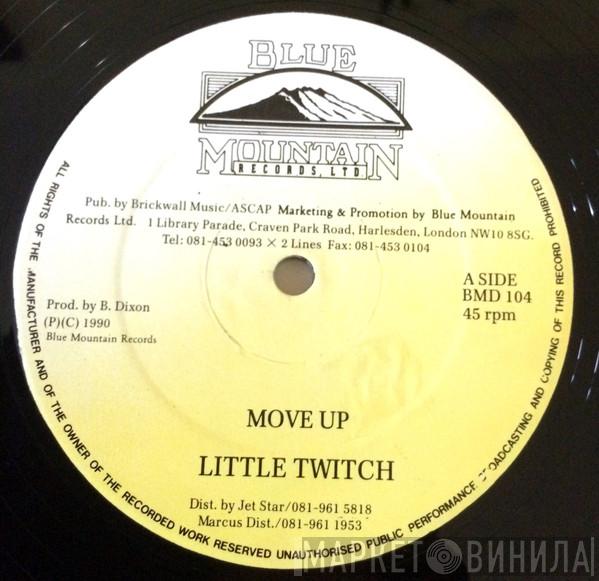 BLUE
MOUNTAIN
RECORDS, LTD.
Pub. by Brickwall Music/ASCAP Marketing & Promotion by Blue Mountain
Records Ltd. 1 Library Parade, Craven Park Road, Harlesden, London NW10 8SG.
Tel: 081-453 0093 × 2 Lines Fax: 081-453 0104
A SIDE
BMD 104
45 rpm
Prod. by B. Dixon
(P)(C) 1990
Blue Mountain Records
MOVE UP
LITTLE TWITCH
Dist. by Jet Star/081-961 5818
Marcus Dist./081-961 1953
ALL RIGHTS OF THE MANUFACTURER AND OF THE OWNER OF THE RECORDED WORK RESERVED UNAUTHORISED PUBLIC PERFORMANCE BROADCASTING AND COPYING OF THIS RECORD PROHIBITED
МАРКЕТ ВИНИЛА